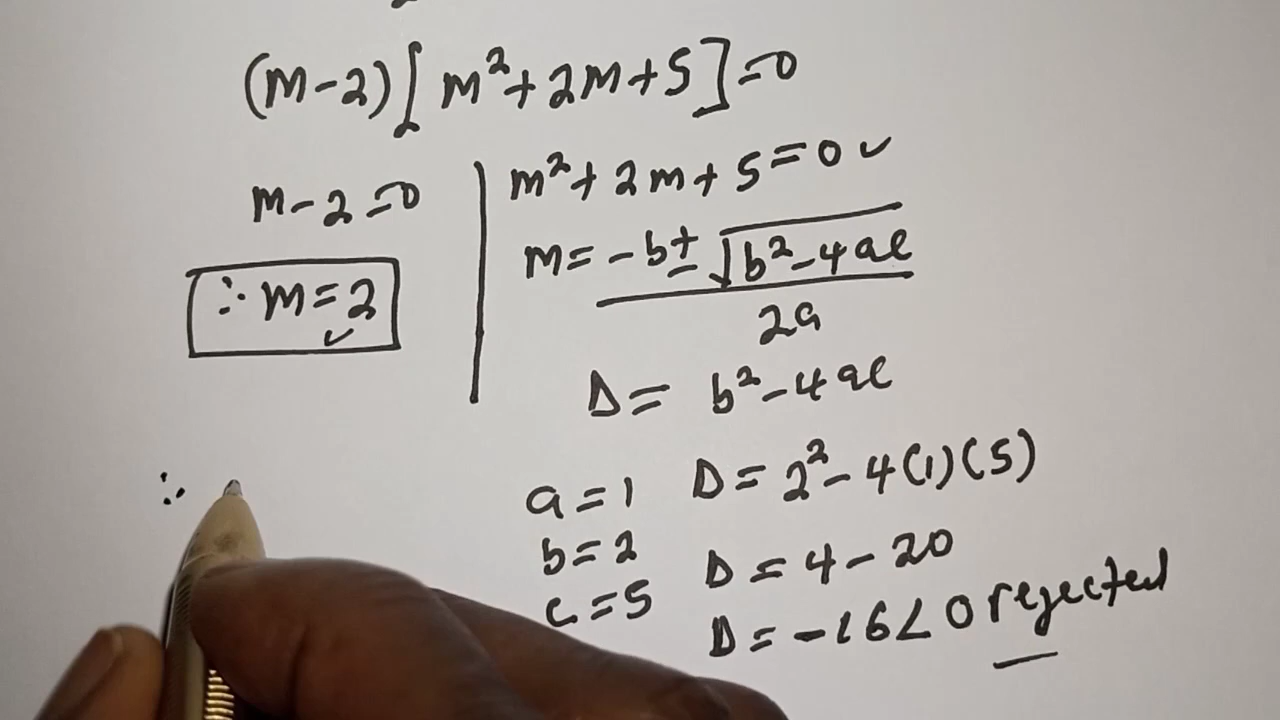 (m-2)[m²+2m+5]=0
m-2=0
∴ m=2 ✓
m²+2m+5=0 ✓
m= -b±√b²-4ac
2a
D= b²-4ac
a=1
b=2
c=5
D= 2²-4(1)(5)
D=4-20
D=-16<0 rejected
∴